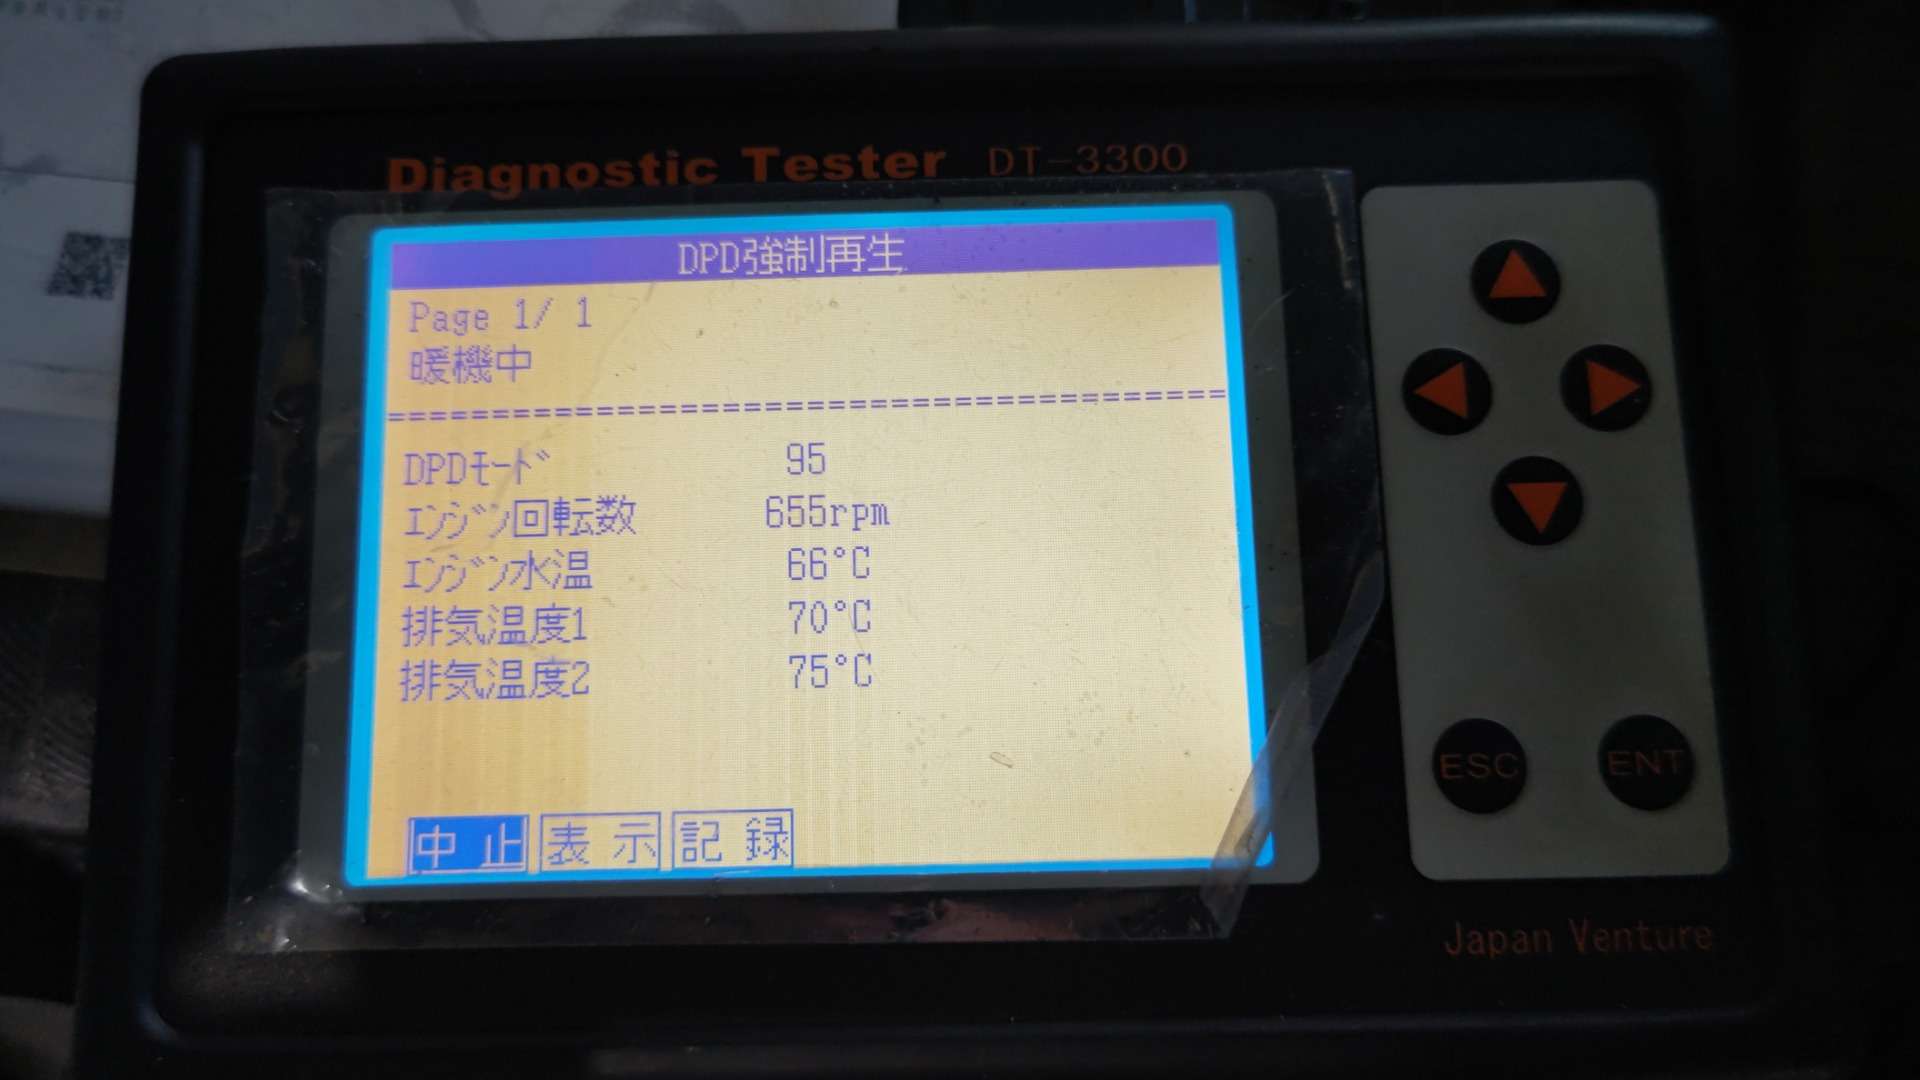 Diagnostic Tester DT-3300
DPD強制再生
Page 1/ 1
暖機中
========================================
DPDﾓｰﾄﾞ 95
ｴﾝｼﾞﾝ回転数 655rpm
ｴﾝｼﾞﾝ水温 66°C
排気温度1 70°C
排気温度2 75°C
中 止 表 示 記 録
ESC ENT
Japan Venture